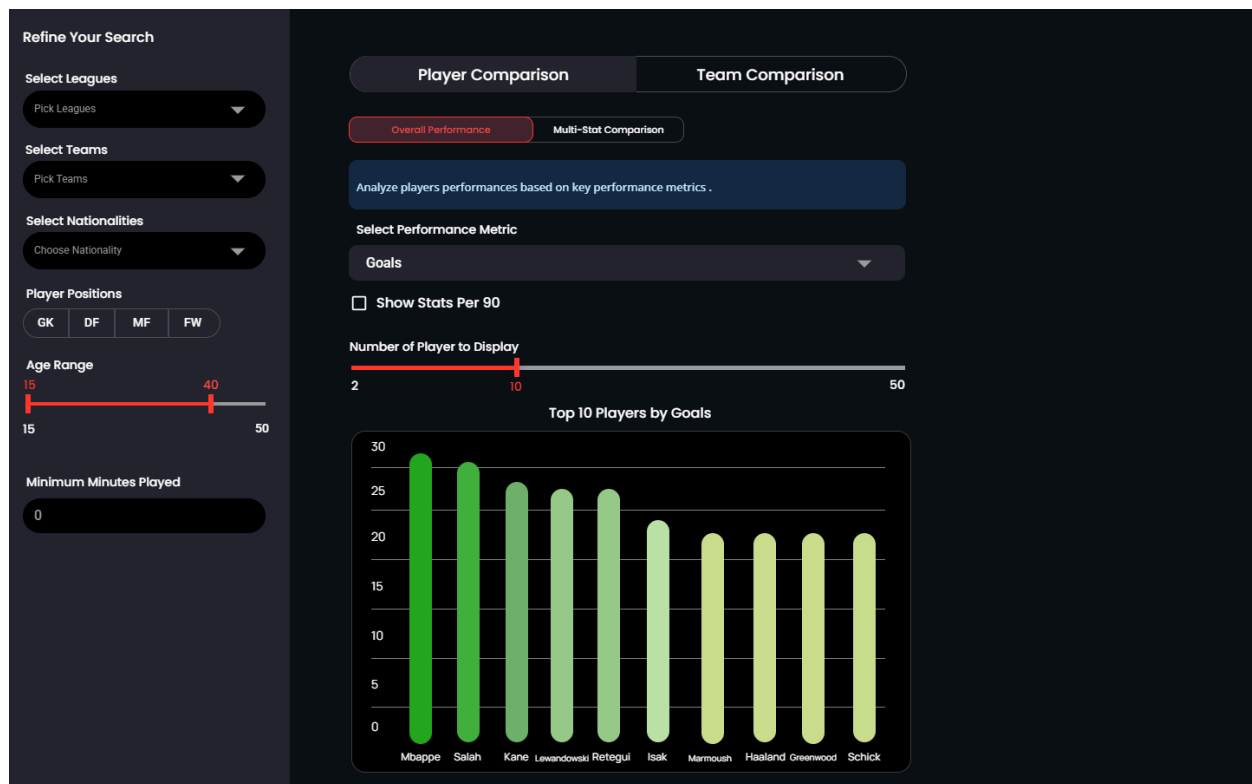 Refine Your Search
Select Leagues
Pick Leagues
Select Teams
Pick Teams
Select Nationalities
Choose Nationality
Player Positions
GK DF MF FW
Age Range
15 40
15 50
Minimum Minutes Played
0
Player Comparison Team Comparison
Overall Performance Multi-Stat Comparison
Analyze players performances based on key performance metrics .
Select Performance Metric
Goals
Show Stats Per 90
Number of Player to Display
2 10 50
Top 10 Players by Goals
30
25
20
15
10
5
0
Mbappe Salah Kane Lewandowski Retegui Isak Marmoush Haaland Greenwood Schick